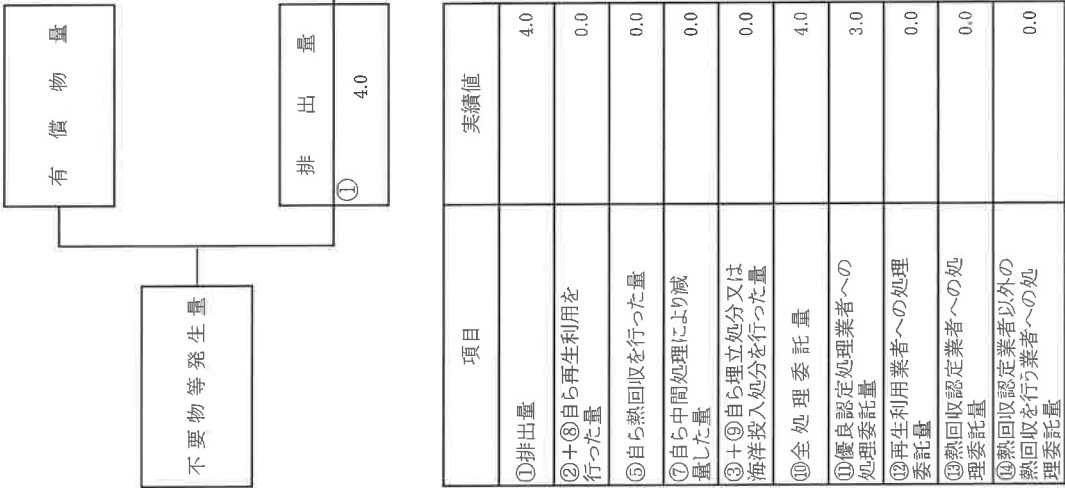 有償物量
不要物等発生量
排出量
①
4.0
項目 実績値
①排出量 4.0
②+⑧自ら再生利用を
行った量 0.0
⑤自ら熱回収を行った量 0.0
⑦自ら中間処理により減
量した量 0.0
③+⑨自ら埋立処分又は
海洋投入処分を行った量 0.0
⑩全処理委託量 4.0
⑪優良認定処理業者への
処理委託量 3.0
⑫再生利用業者への処理
委託量 0.0
⑬熱回収認定業者への処
理委託量 0.0
⑭熱回収認定業者以外の
熱回収を行う業者への処
理委託量 0.0